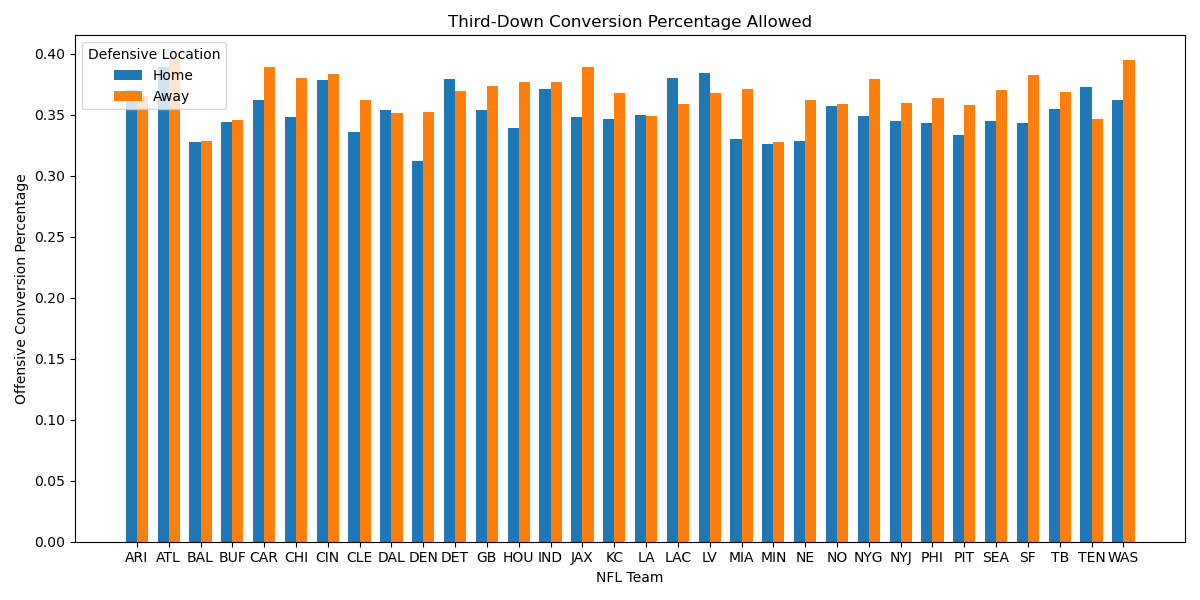 Third-Down Conversion Percentage Allowed
Defensive Location
Home
Away
Offensive Conversion Percentage
0.40
0.35
0.30
0.25
0.20
0.15
0.10
0.05
0.00
ARI ATL BAL BUF CAR CHI CIN CLE DAL DEN DET GB HOU IND JAX KC LA LAC LV MIA MIN NE NO NYG NYJ PHI PIT SEA SF TB TEN WAS
NFL Team